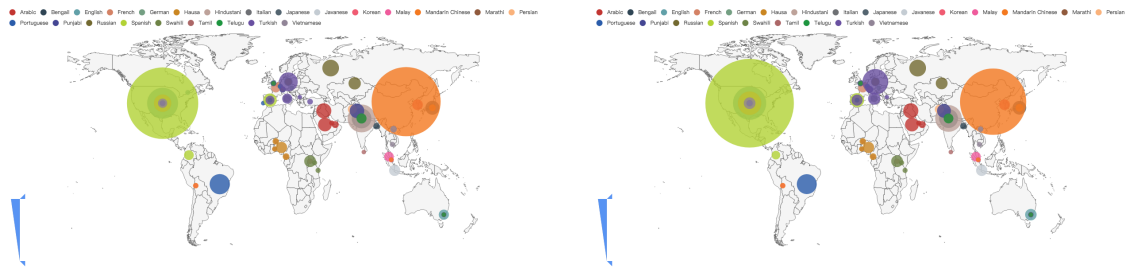 Arabic Bengali English French German Hausa Hindustani Italian Japanese Javanese Korean Malay Mandarin Chinese Marathi Persian
Portuguese Punjabi Russian Spanish Swahili Tamil Telugu Turkish Vietnamese
Arabic Bengali English French German Hausa Hindustani Italian Japanese Javanese Korean Malay Mandarin Chinese Marathi Persian
Portuguese Punjabi Russian Spanish Swahili Tamil Telugu Turkish Vietnamese